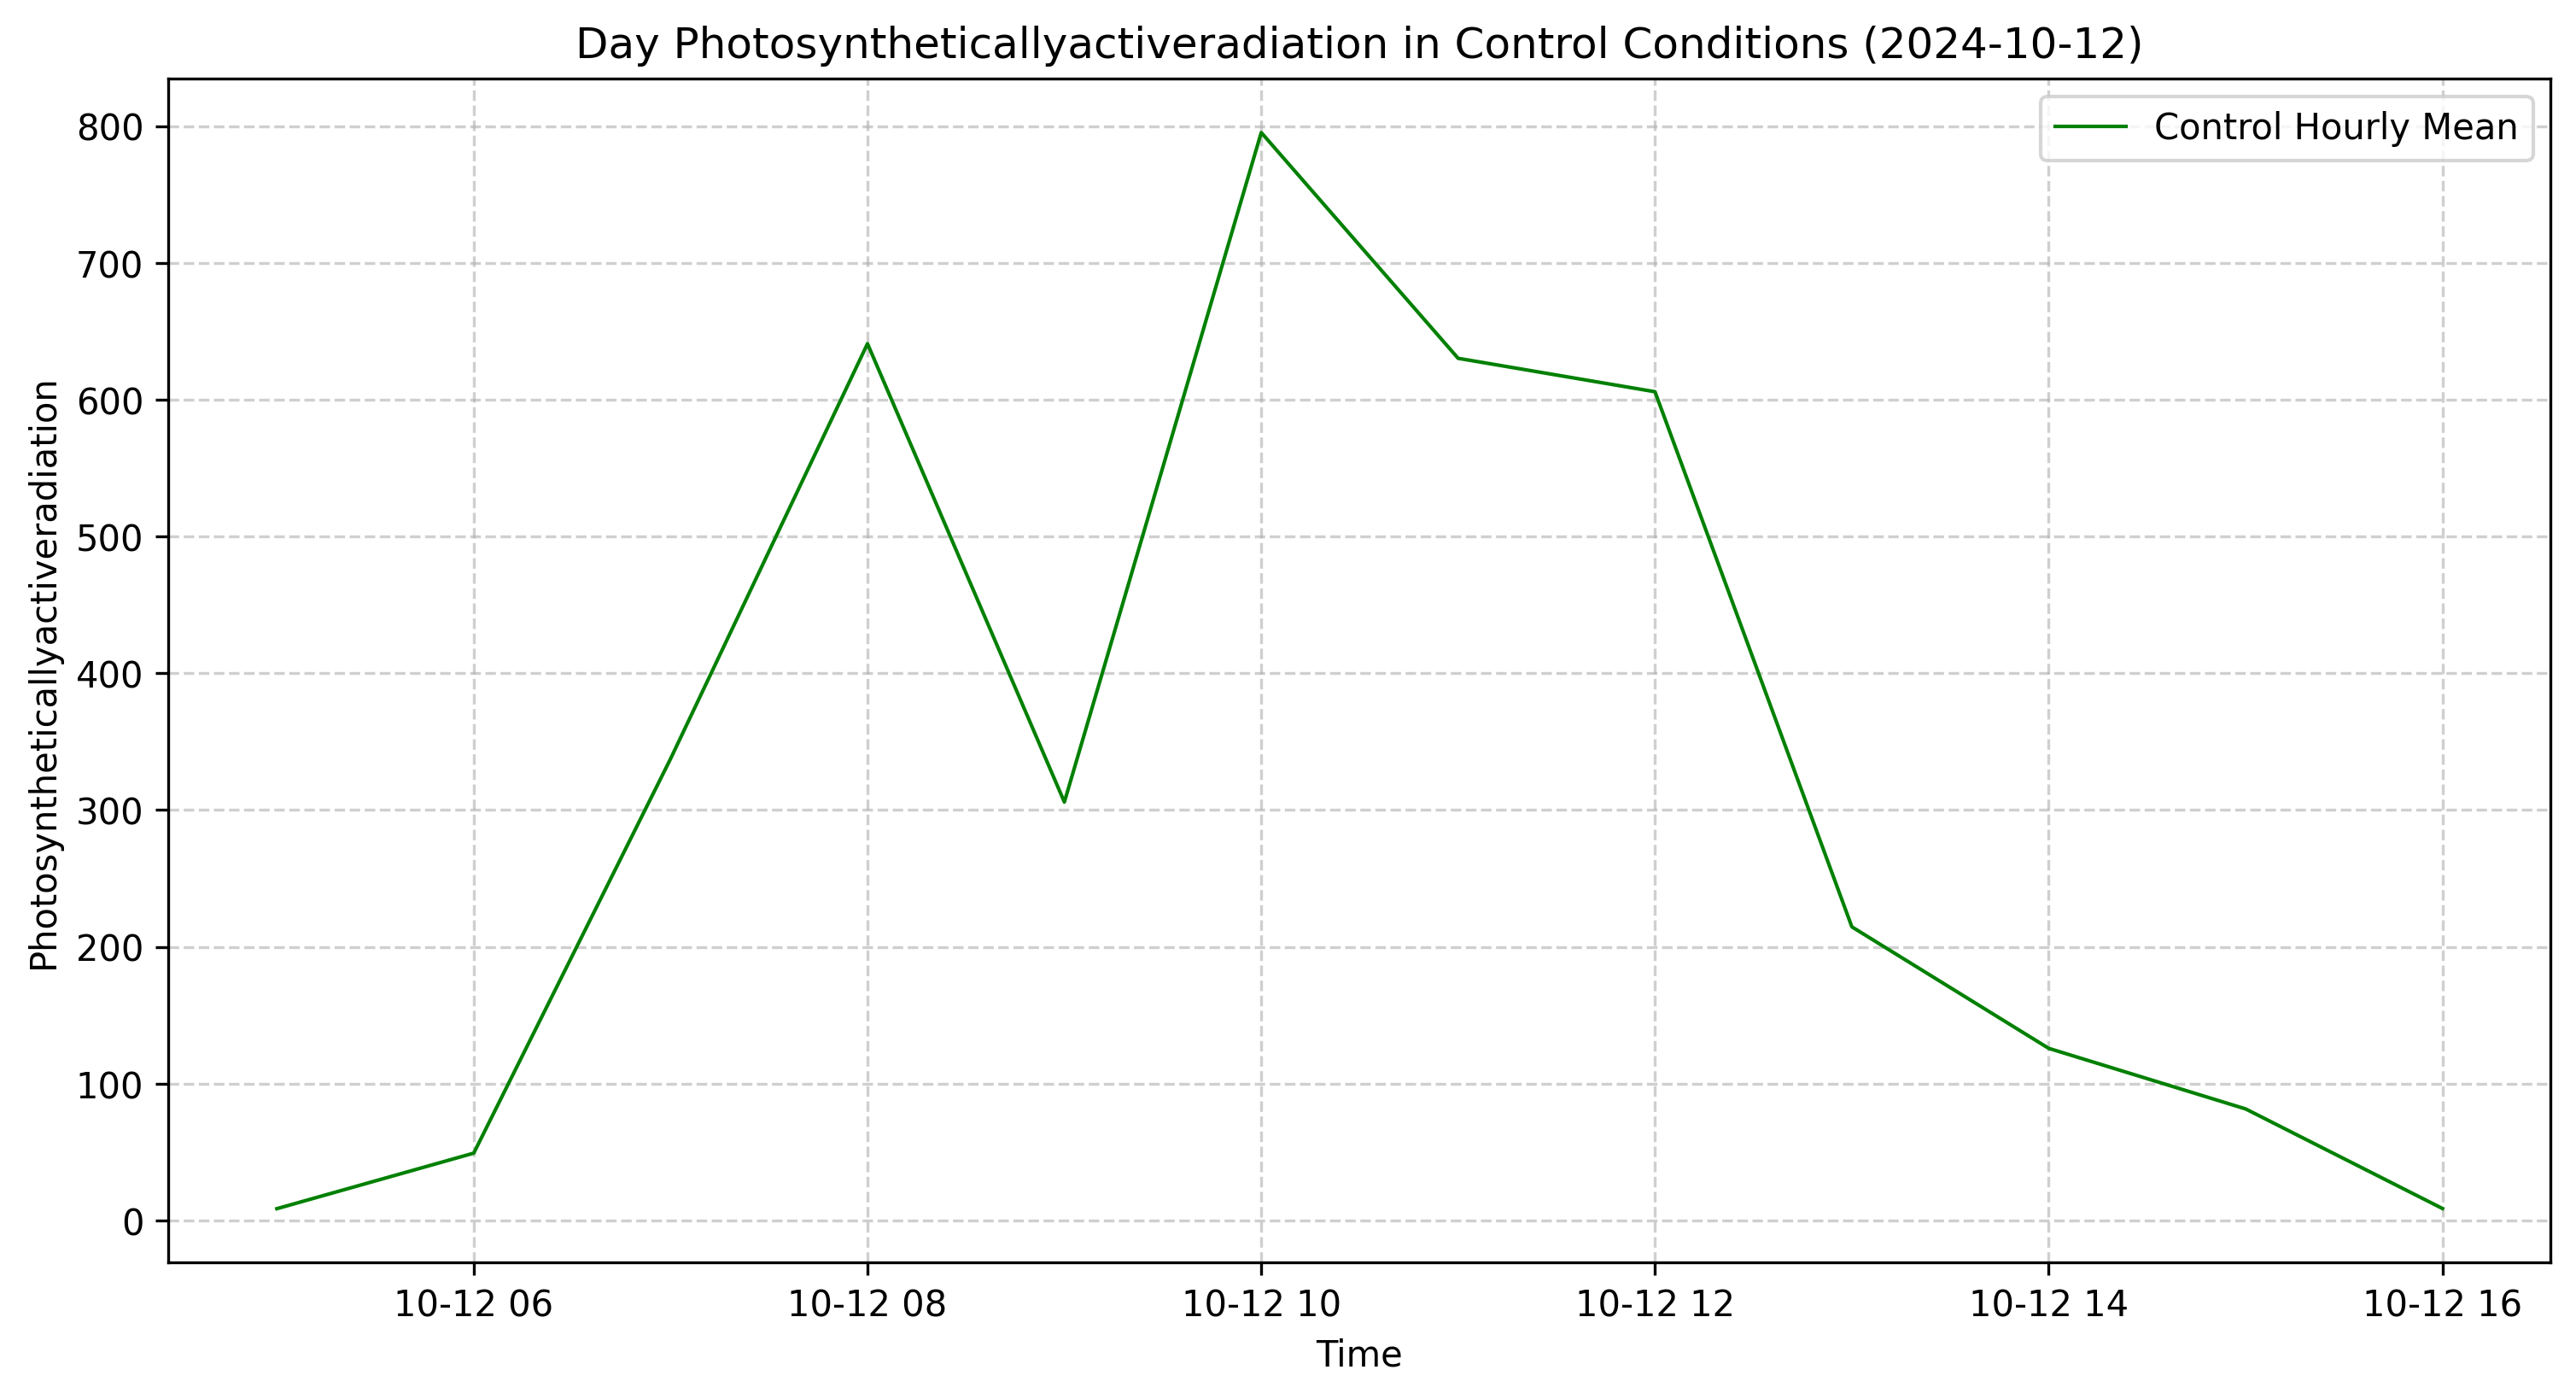 Day Photosyntheticallyactiveradiation in Control Conditions (2024-10-12)
Control Hourly Mean
Photosyntheticallyactiveradiation
800
700
600
500
400
300
200
100
0
10-12 06 10-12 08 10-12 10 10-12 12 10-12 14 10-12 16
Time